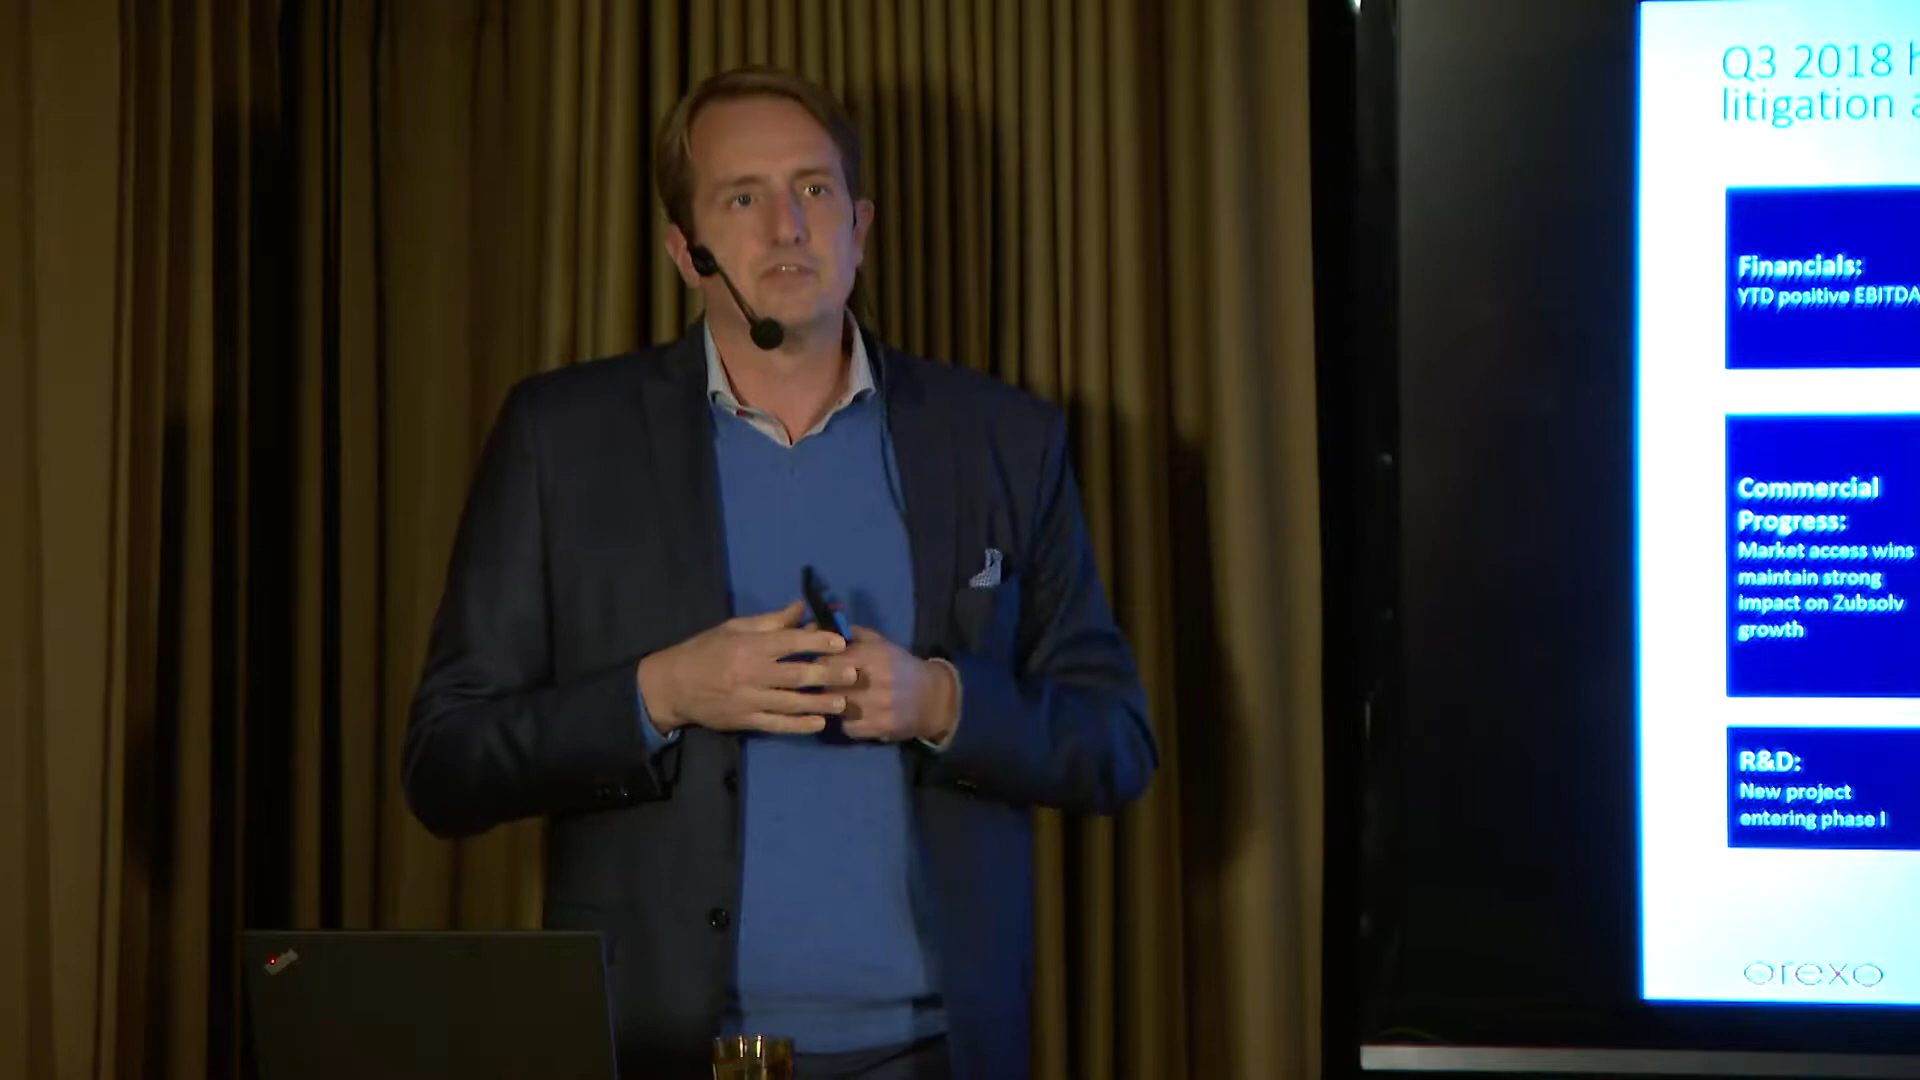 Q3 2018
litigation
Financials:
YTD positive EBITDA
Commercial
Progress:
Market access wins
maintain strong
impact on Zubsolv
growth
R&D:
New project
entering phase I
orexo